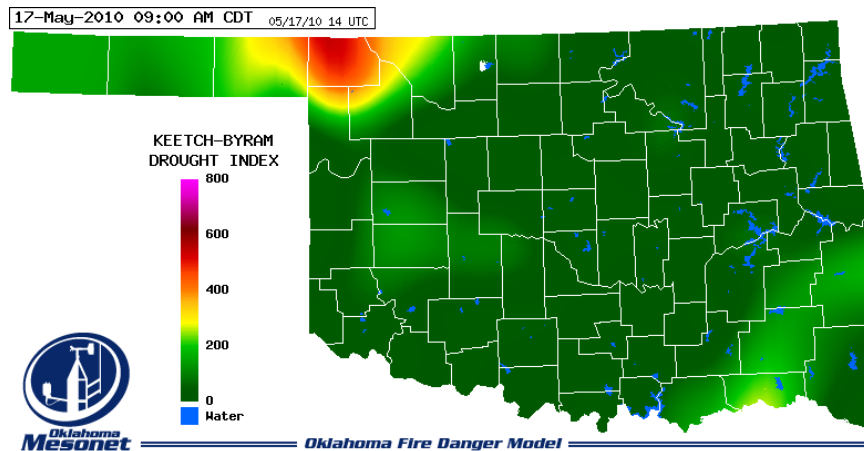 17-May-2010 09:00 AM CDT 05/17/10 14 UTC
KEETCH-BYRAM
DROUGHT INDEX
800
600
400
200
0
Water
Oklahoma
Mesonet
Oklahoma Fire Danger Model